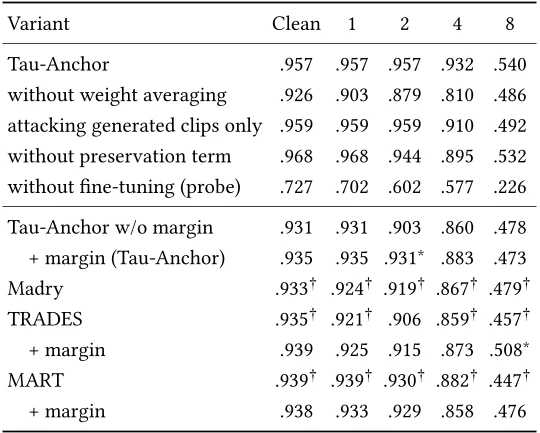 Variant Clean 1 2 4 8
Tau-Anchor .957 .957 .957 .932 .540
without weight averaging .926 .903 .879 .810 .486
attacking generated clips only .959 .959 .959 .910 .492
without preservation term .968 .968 .944 .895 .532
without fine-tuning (probe) .727 .702 .602 .577 .226
Tau-Anchor w/o margin .931 .931 .903 .860 .478
+ margin (Tau-Anchor) .935 .935 .931* .883 .473
Madry .933† .924† .919† .867† .479†
TRADES .935† .921† .906 .859† .457†
+ margin .939 .925 .915 .873 .508*
MART .939† .939† .930† .882† .447†
+ margin .938 .933 .929 .858 .476